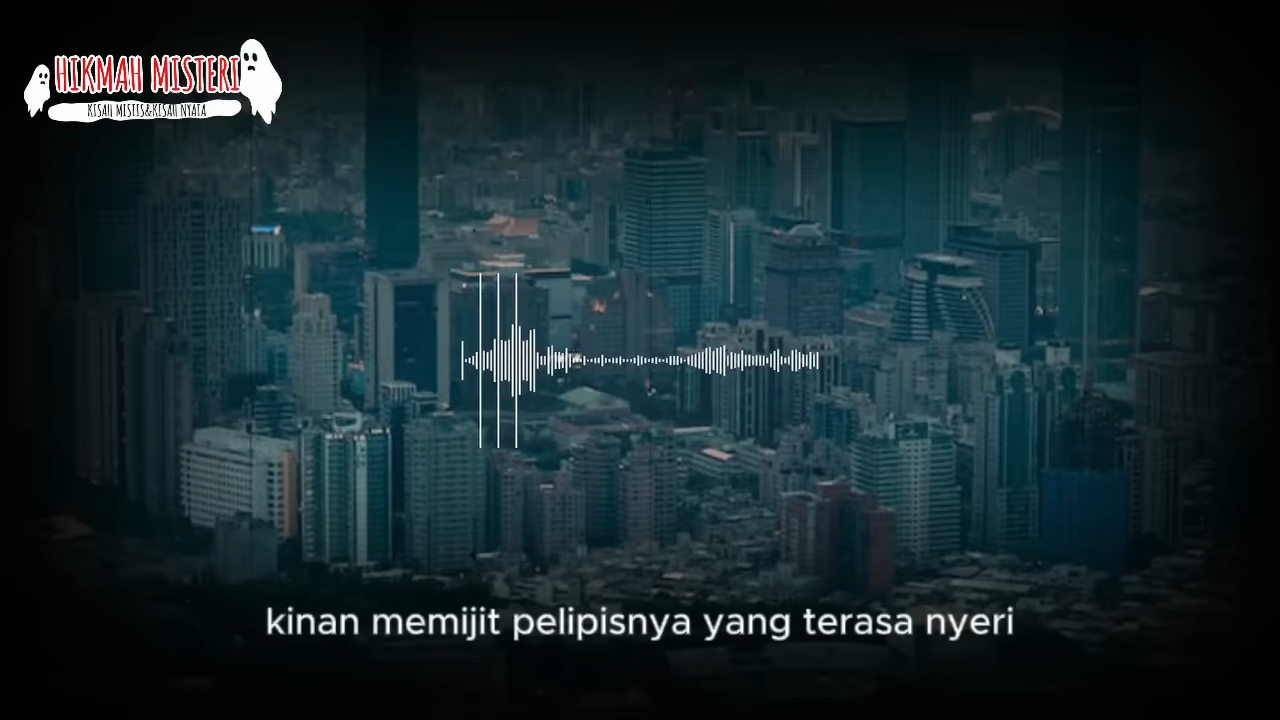 HIKMAH MISTERI
KISAH MISTIS&KISAH NYATA
kinan memijit pelipisnya yang terasa nyeri